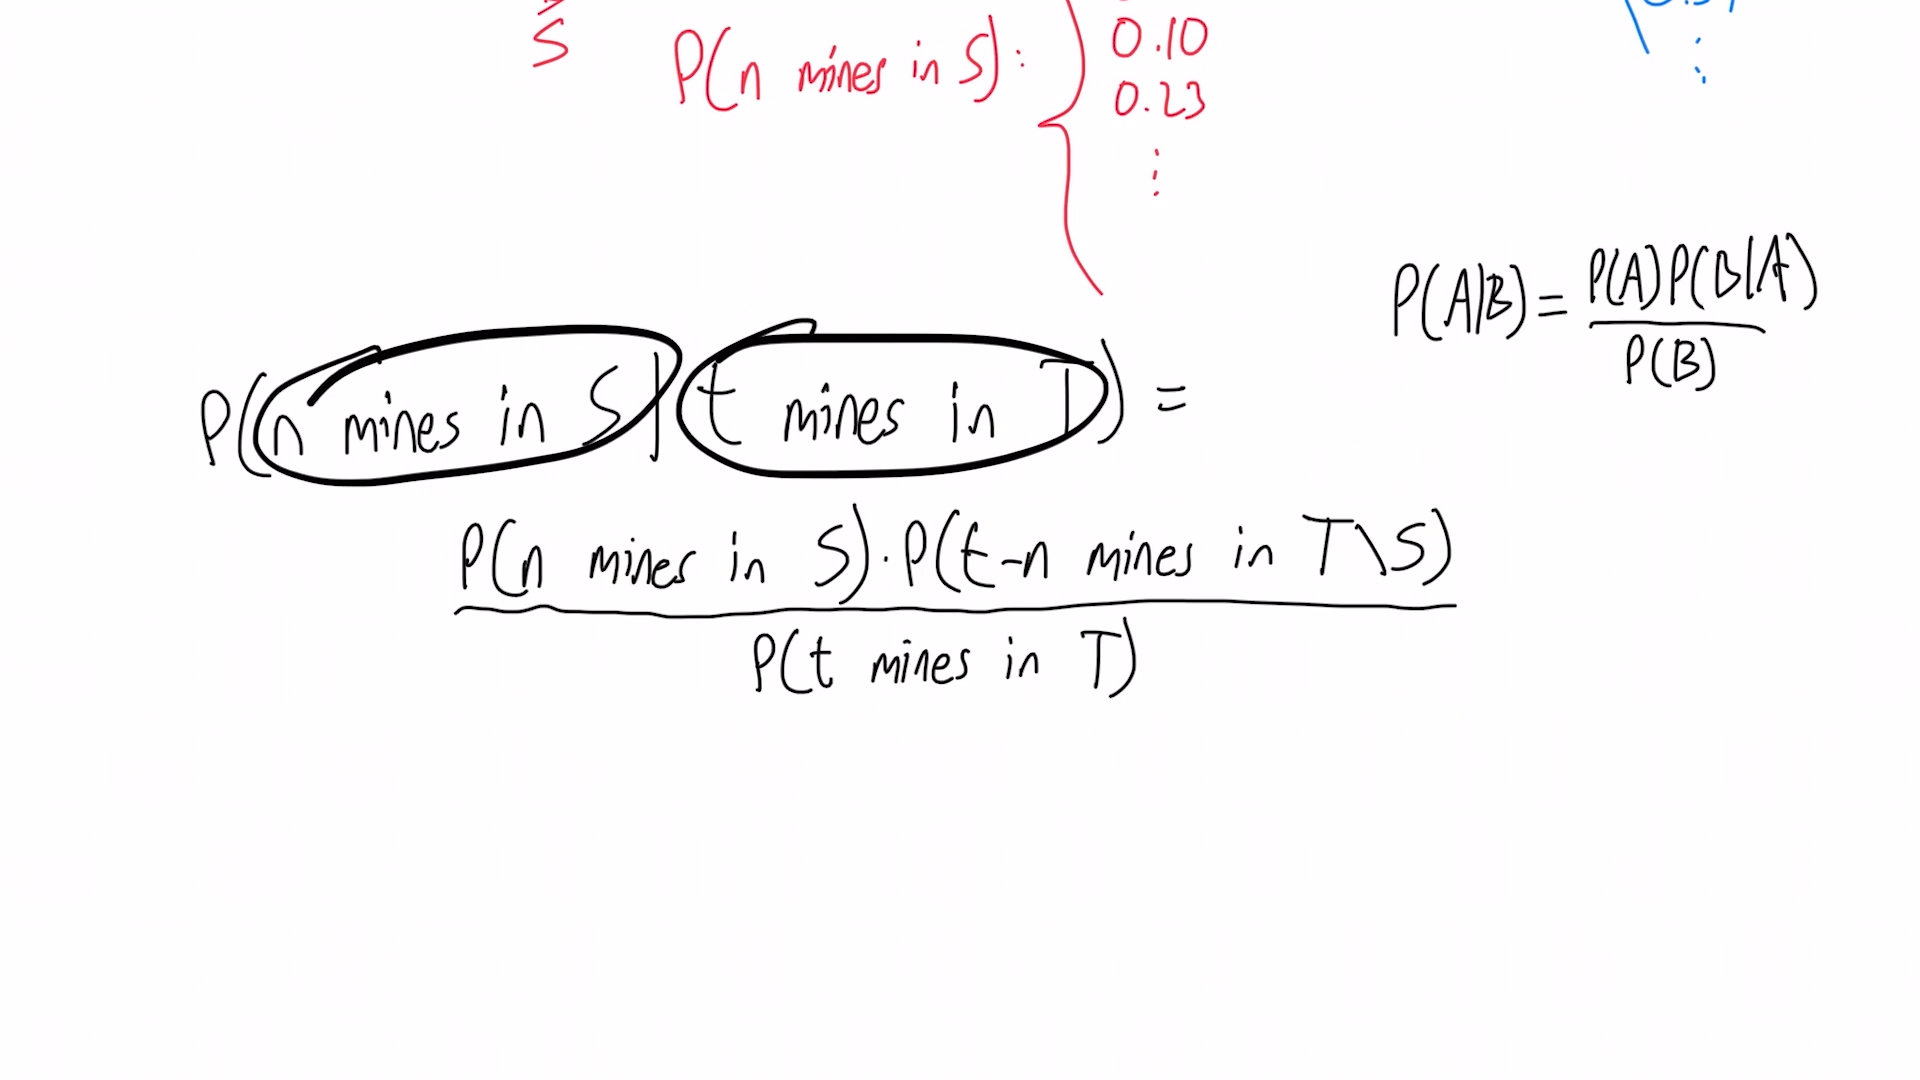 S
P(n mines in S):
0.10
0.23
⋮
P(A|B) = P(A)P(B|A)
P(B)
P(n mines in S | t mines in T) =
P(n mines in S) · P(t-n mines in T\S)
P(t mines in T)